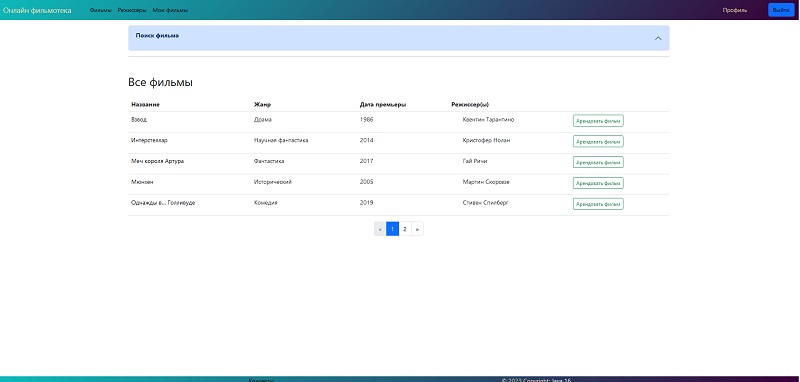 Онлайн фильмотека Фильмы Режиссеры Мои фильмы Профиль Выйти
Поиск фильма
Все фильмы
Название Жанр Дата премьеры Режиссер(ы)
Взвод Драма 1986 Квентин Тарантино Арендовать фильм
Интерстеллар Научная фантастика 2014 Кристофер Нолан Арендовать фильм
Меч короля Артура Фантастика 2017 Гай Ричи Арендовать фильм
Мюнхен Исторический 2005 Мартин Скорсезе Арендовать фильм
Однажды в... Голливуде Комедия 2019 Стивен Спилберг Арендовать фильм
« 1 2 »
Контакты © 2023 Copyright: Java 16